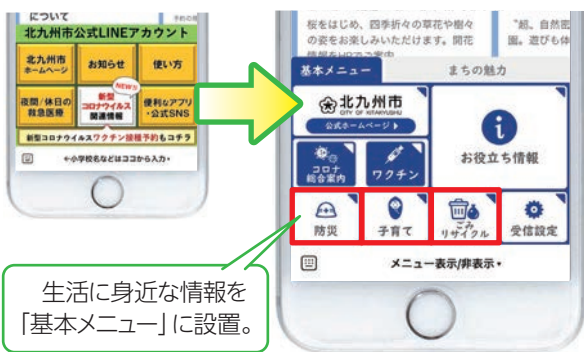 について
北九州市公式LINEアカウント
北九州市
ホームページ
お知らせ
使い方
夜間/休日の
救急医療
NEWS
新型
コロナウイルス
関連情報
便利なアプリ
・公式SNS
新型コロナウイルスワクチン接種予約もコチラ
←小学校名などはココから入力・
桜をはじめ、四季折々の草花や樹々
の姿をお楽しみいただけます。開花
情報をHPでご案内
“超、自然密
園。遊びも体
基本メニュー
まちの魅力
北九州市
CITY OF KITAKYUSHU
公式ホームページ
お役立ち情報
コロナ
総合案内
ワクチン
防災
子育て
ごみ
リサイクル
受信設定
メニュー表示/非表示・
生活に身近な情報を
「基本メニュー」に設置。